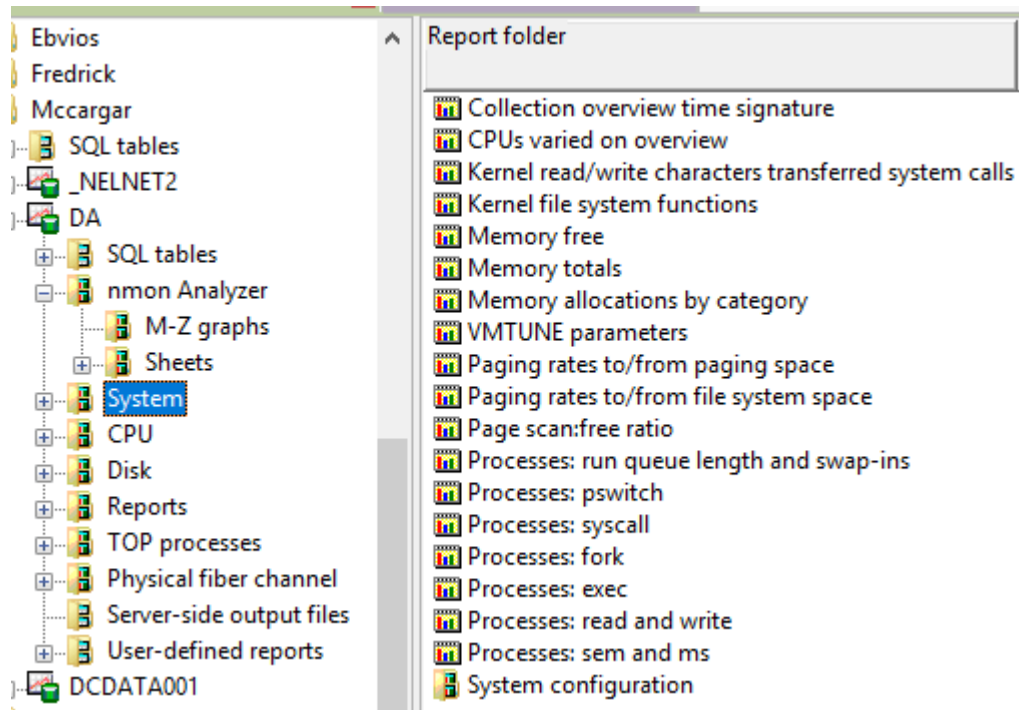 Ebvios
Fredrick
Mccargar
SQL tables
_NELNET2
DA
SQL tables
nmon Analyzer
M-Z graphs
Sheets
System
CPU
Disk
Reports
TOP processes
Physical fiber channel
Server-side output files
User-defined reports
DCDATA001
Report folder
Collection overview time signature
CPUs varied on overview
Kernel read/write characters transferred system calls
Kernel file system functions
Memory free
Memory totals
Memory allocations by category
VMTUNE parameters
Paging rates to/from paging space
Paging rates to/from file system space
Page scan:free ratio
Processes: run queue length and swap-ins
Processes: pswitch
Processes: syscall
Processes: fork
Processes: exec
Processes: read and write
Processes: sem and ms
System configuration